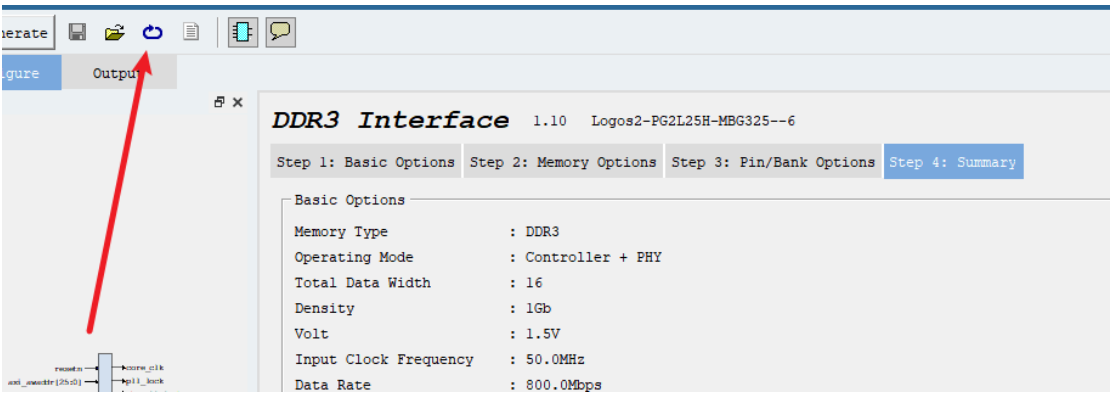 nerate
igure Output
DDR3 Interface 1.10 Logos2-PG2L25H-MBG325--6
Step 1: Basic Options Step 2: Memory Options Step 3: Pin/Bank Options Step 4: Summary
Basic Options
Memory Type : DDR3
Operating Mode : Controller + PHY
Total Data Width : 16
Density : 1Gb
Volt : 1.5V
Input Clock Frequency : 50.0MHz
Data Rate : 800.0Mbps
resetn core_clk
axi_awaddr[25:0] pll_lock